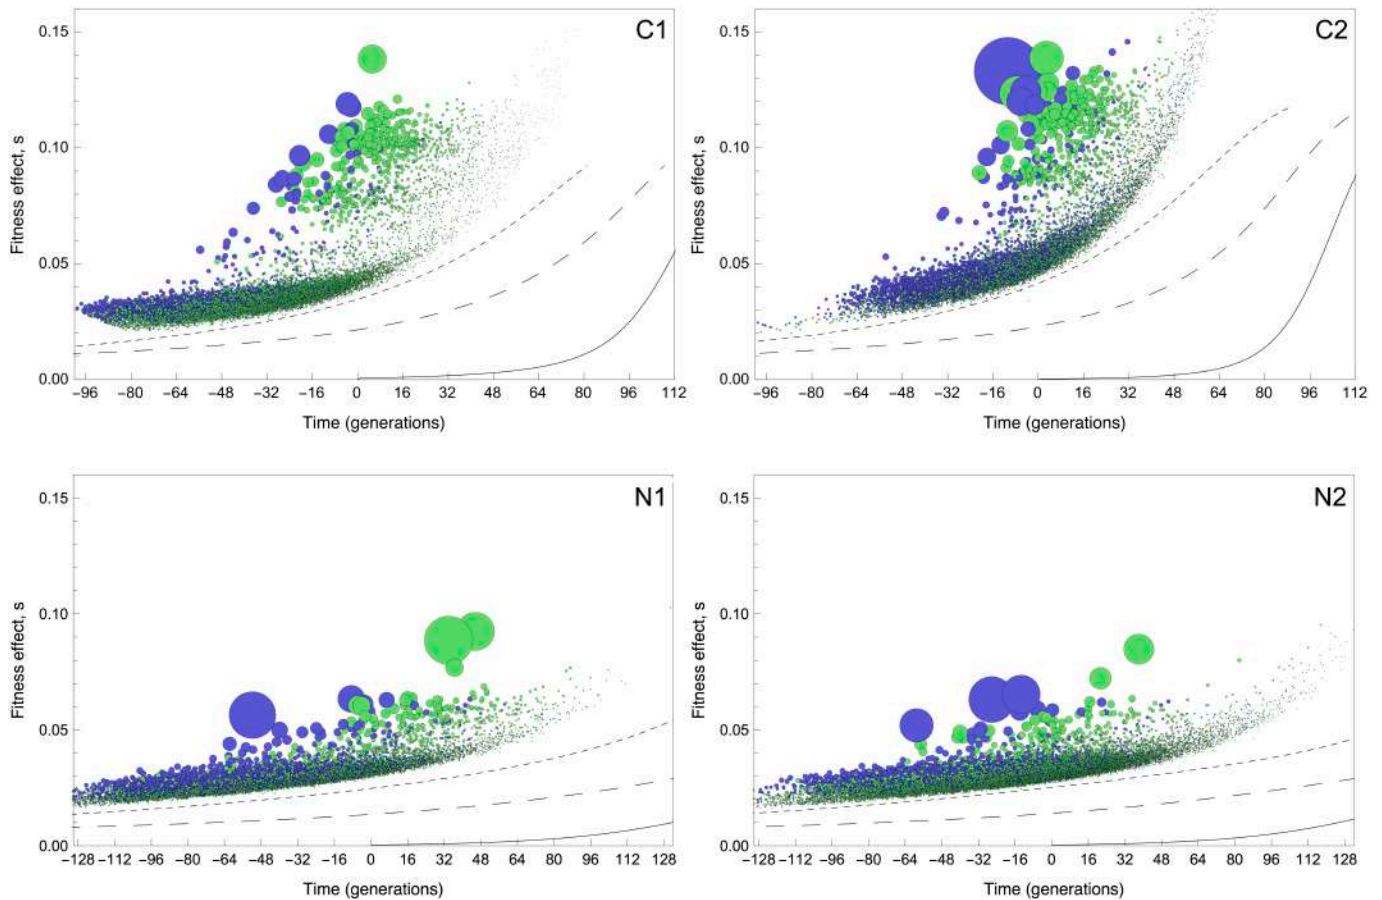 C1
0.15
0.10
0.05
0.00
Fitness effect, s
−96 −80 −64 −48 −32 −16 0 16 32 48 64 80 96 112
Time (generations)
C2
0.15
0.10
0.05
0.00
Fitness effect, s
−96 −80 −64 −48 −32 −16 0 16 32 48 64 80 96 112
Time (generations)
N1
0.15
0.10
0.05
0.00
Fitness effect, s
−128 −112 −96 −80 −64 −48 −32 −16 0 16 32 48 64 80 96 112 128
Time (generations)
N2
0.15
0.10
0.05
0.00
Fitness effect, s
−128 −112 −96 −80 −64 −48 −32 −16 0 16 32 48 64 80 96 112 128
Time (generations)